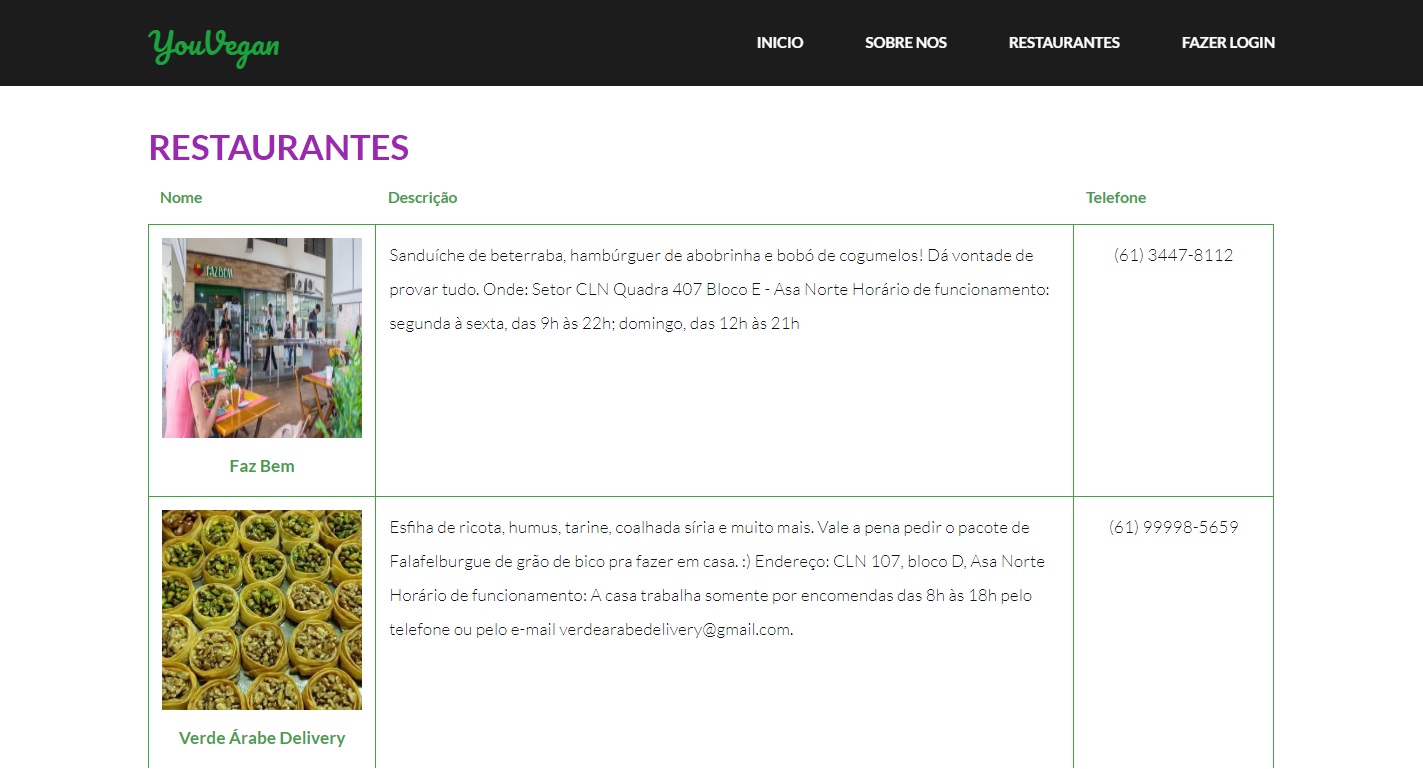 YouVegan
INICIO SOBRE NOS RESTAURANTES FAZER LOGIN
RESTAURANTES
Nome Descrição Telefone
FAZ BEM
Faz Bem
Sanduíche de beterraba, hambúrguer de abobrinha e bobó de cogumelos! Dá vontade de
provar tudo. Onde: Setor CLN Quadra 407 Bloco E - Asa Norte Horário de funcionamento:
segunda à sexta, das 9h às 22h; domingo, das 12h às 21h
(61) 3447-8112
Verde Árabe Delivery
Esfiha de ricota, humus, tarine, coalhada síria e muito mais. Vale a pena pedir o pacote de
Falafelburgue de grão de bico pra fazer em casa. :) Endereço: CLN 107, bloco D, Asa Norte
Horário de funcionamento: A casa trabalha somente por encomendas das 8h às 18h pelo
telefone ou pelo e-mail verdearabedelivery@gmail.com.
(61) 99998-5659